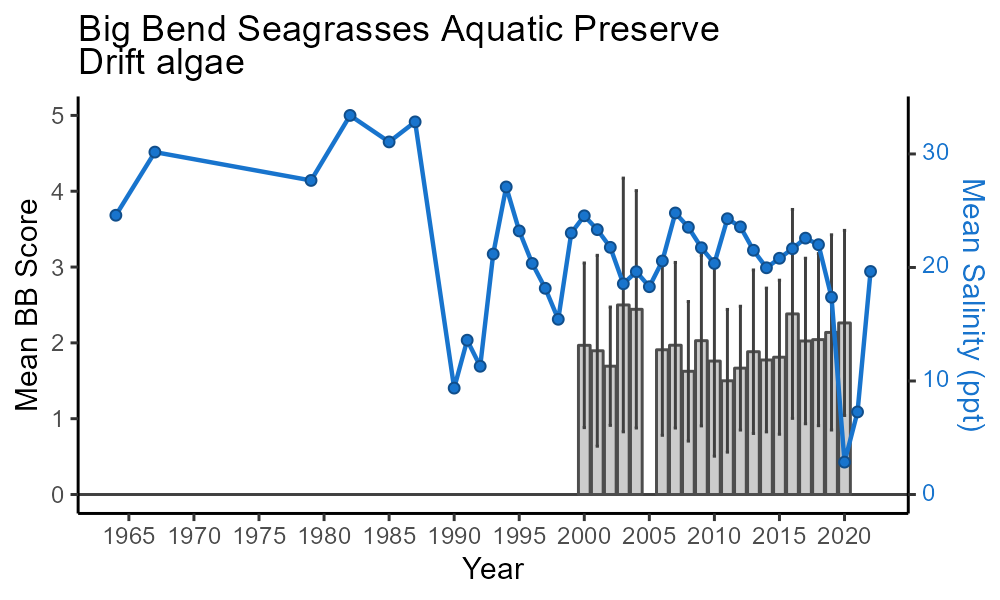 Big Bend Seagrasses Aquatic Preserve
Drift algae
5
4
3
2
1
0
Mean BB Score
30
20
10
0
Mean Salinity (ppt)
1965 1970 1975 1980 1985 1990 1995 2000 2005 2010 2015 2020
Year